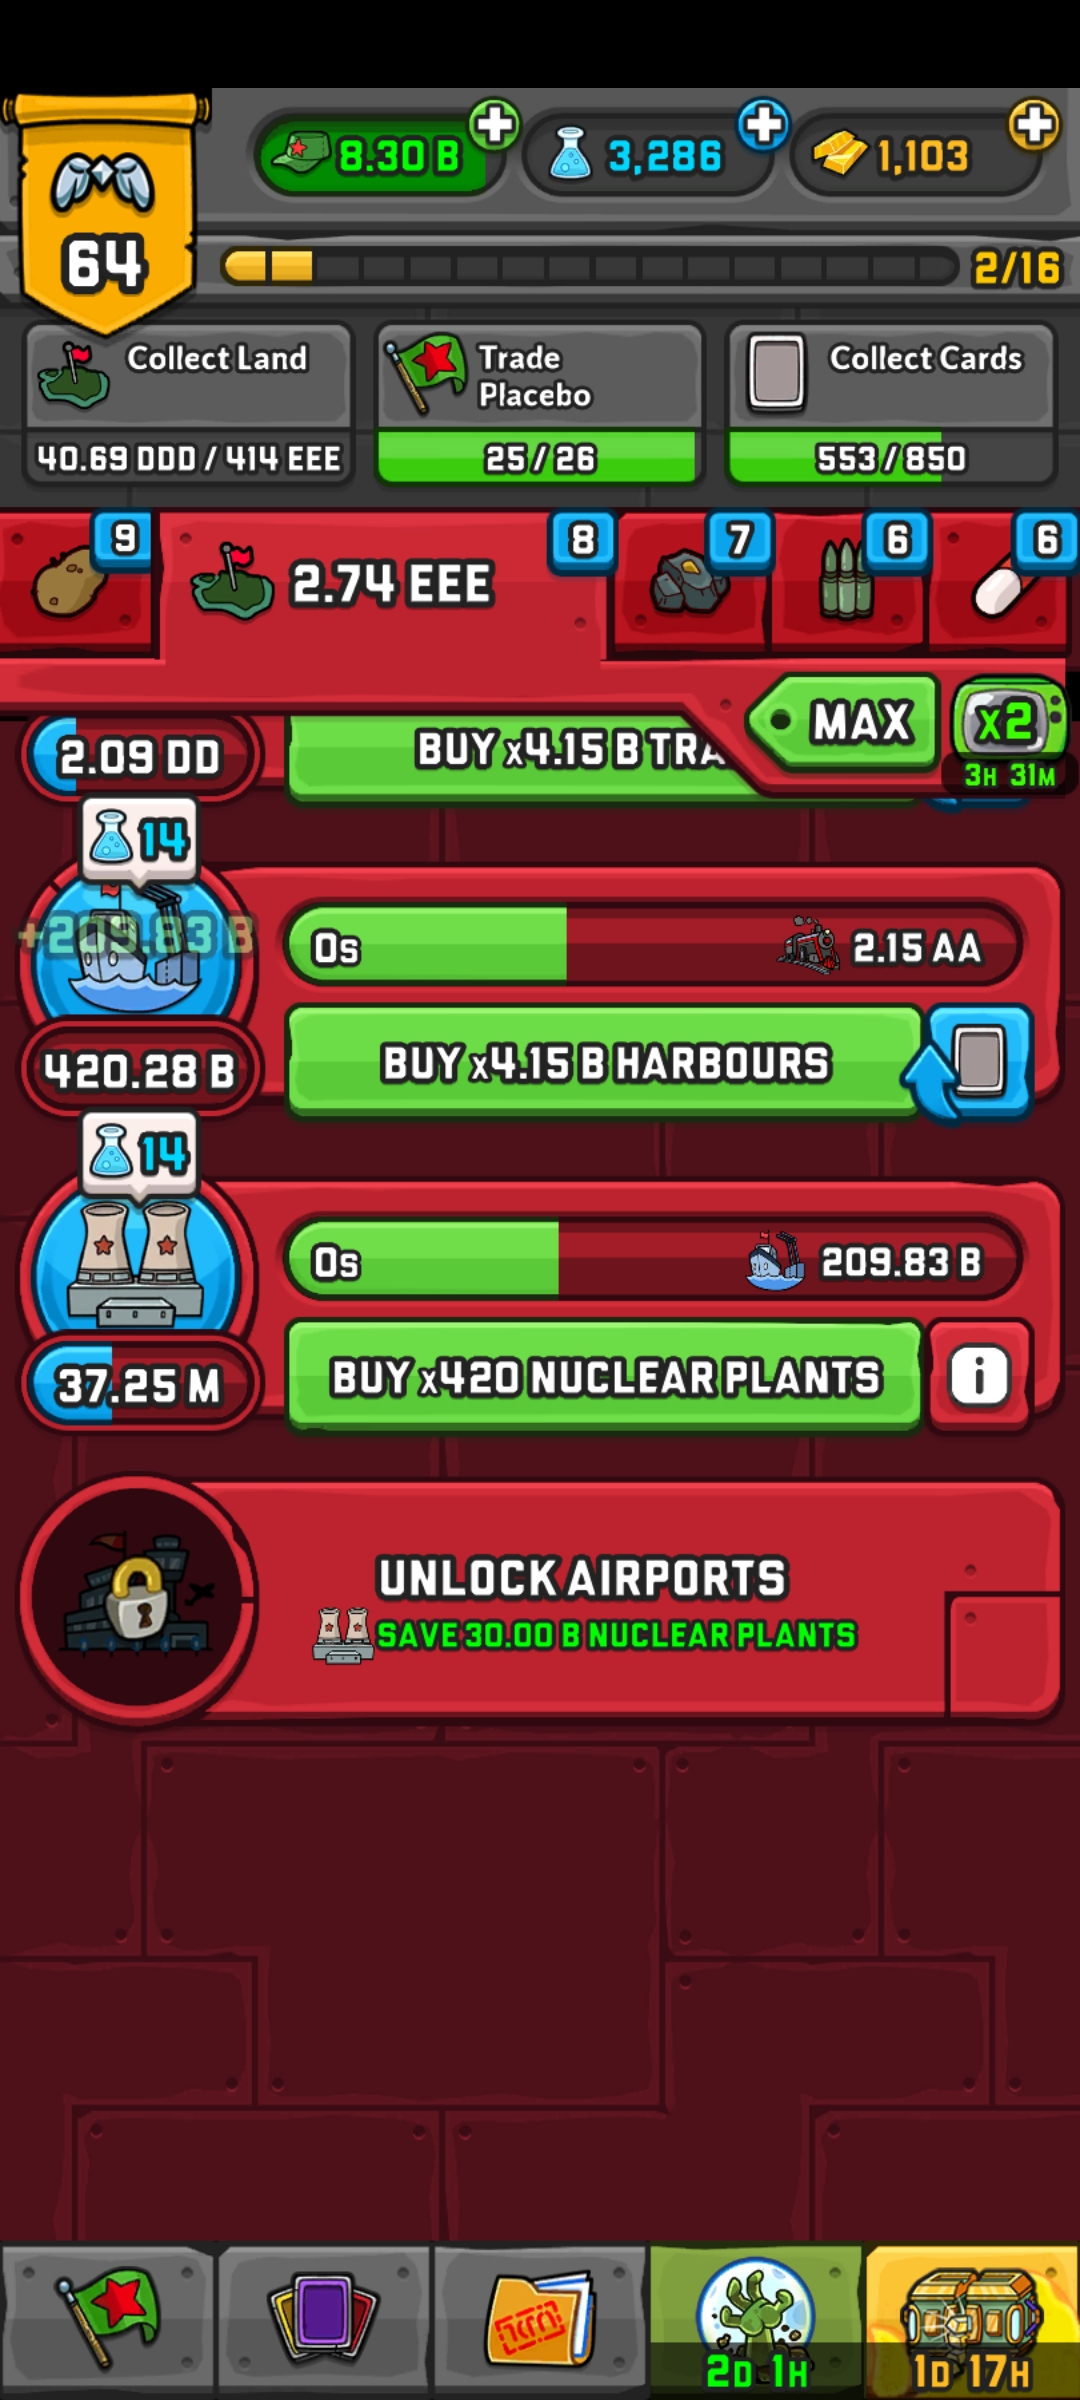 64
8.30 B
3,286
1,103
2/16
Collect Land
40.69 DDD / 414 EEE
Trade
Placebo
25 / 26
Collect Cards
553 / 850
9
2.74 EEE
8
7
6
6
MAX
x2
3H 31M
2.09 DD
BUY x4.15 B TRA
14
+209.83 B
0s
2.15 AA
420.28 B
BUY x4.15 B HARBOURS
14
0s
209.83 B
37.25 M
BUY x420 NUCLEAR PLANTS
i
UNLOCK AIRPORTS
SAVE 30.00 B NUCLEAR PLANTS
2D 1H
1D 17H